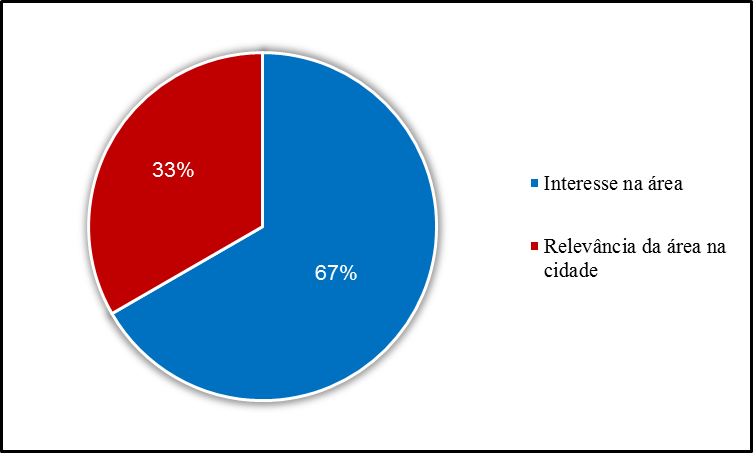 33%
67%
Interesse na área
Relevância da área na
cidade